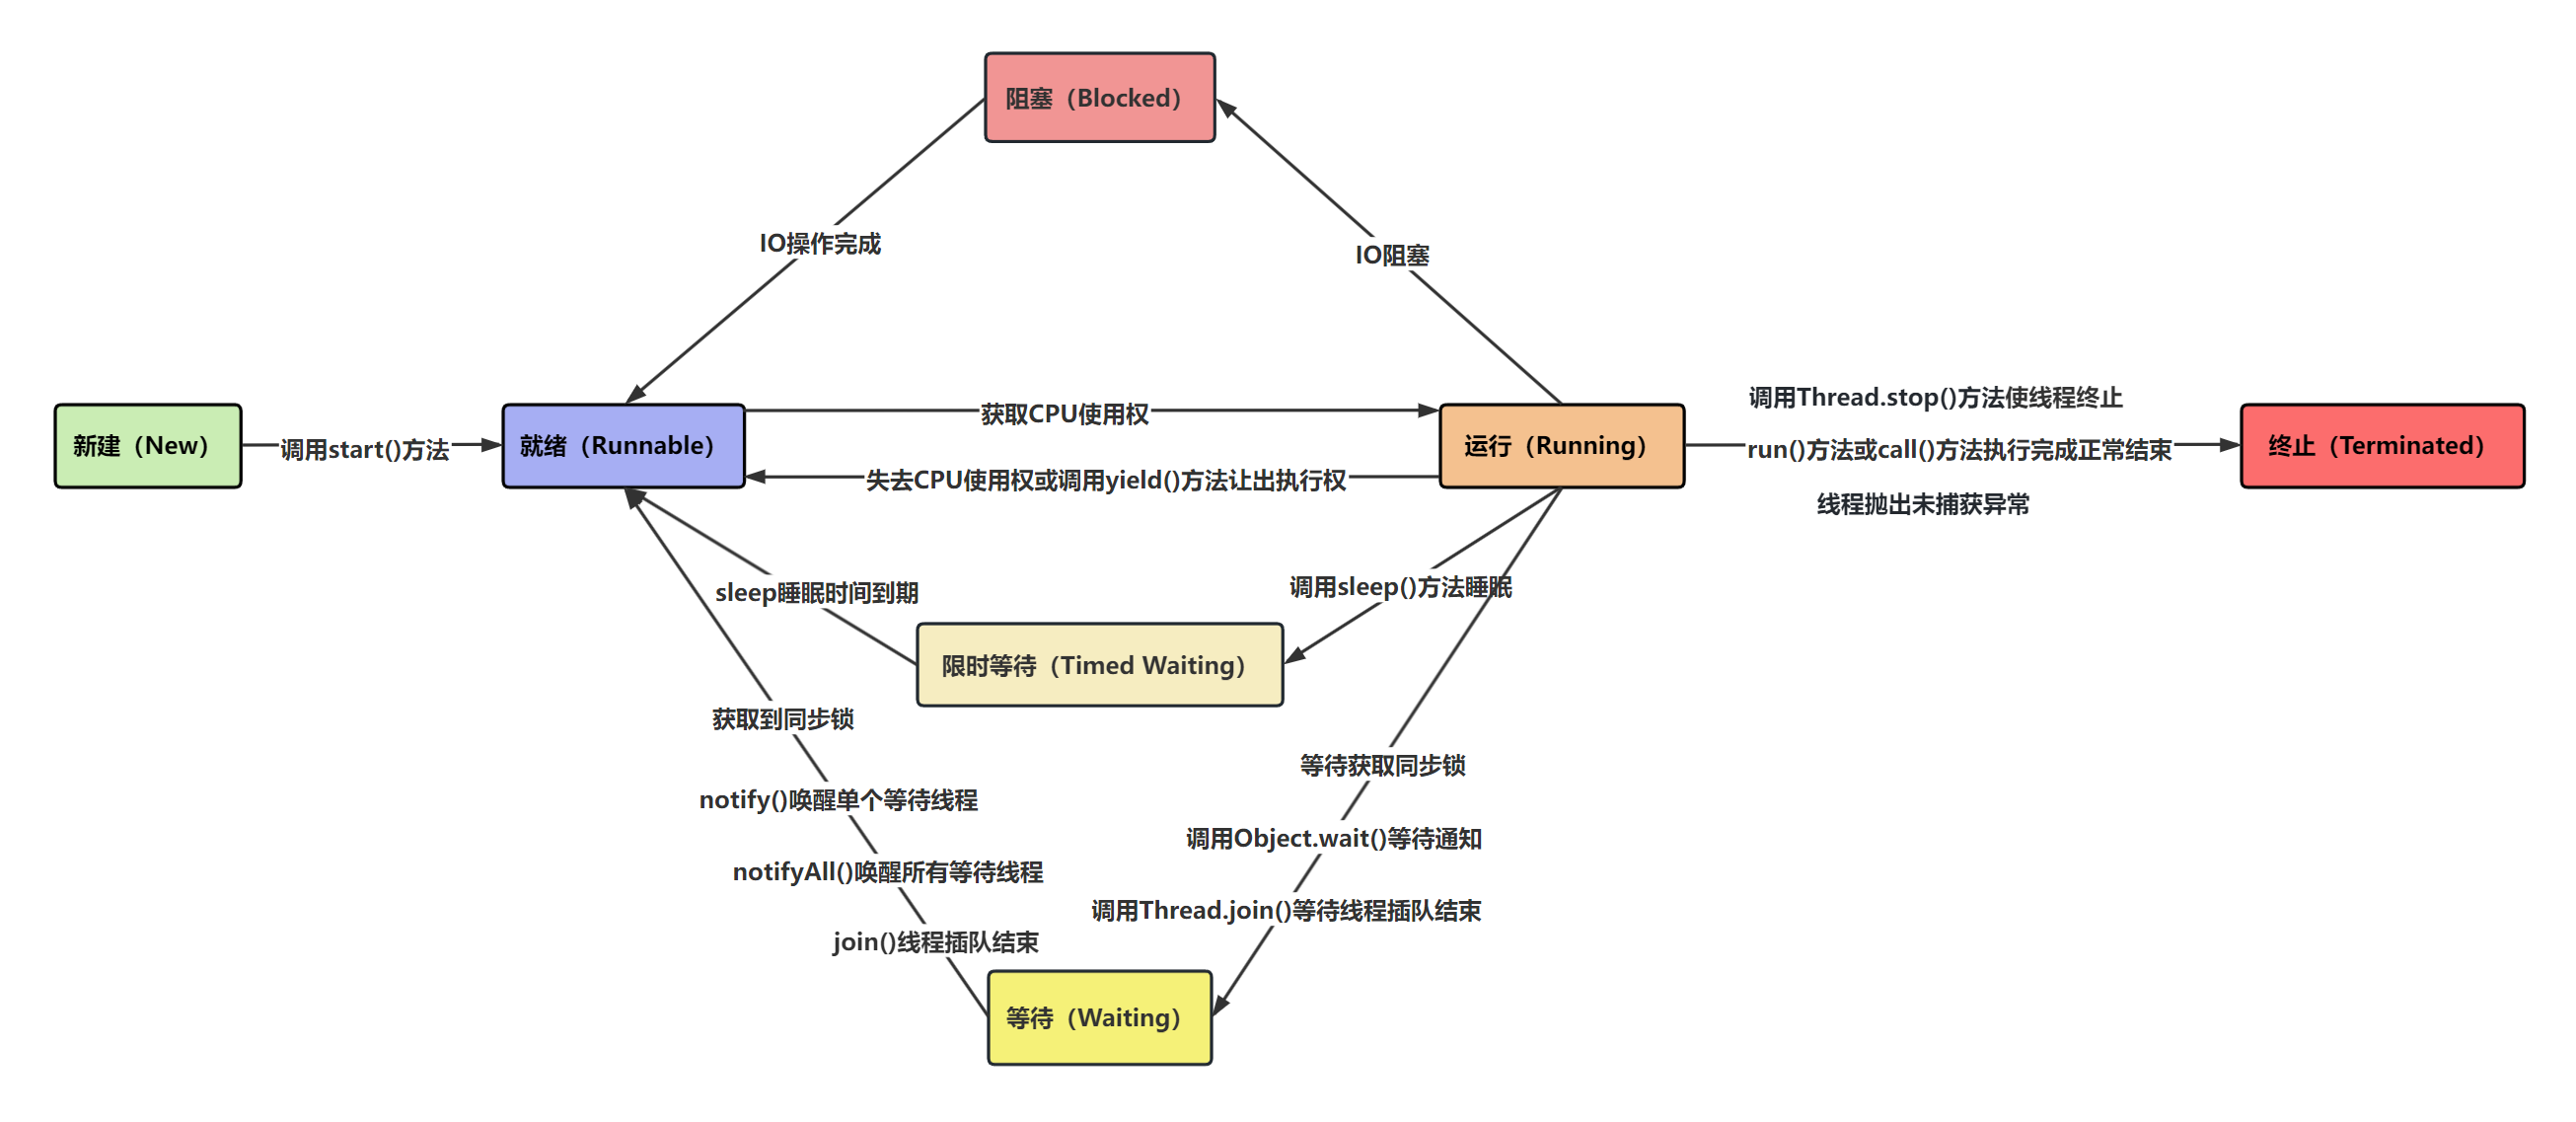 阻塞（Blocked）
IO操作完成
IO阻塞
新建（New）
调用start()方法
就绪（Runnable）
获取CPU使用权
失去CPU使用权或调用yield()方法让出执行权
运行（Running）
调用Thread.stop()方法使线程终止
run()方法或call()方法执行完成正常结束
线程抛出未捕获异常
终止（Terminated）
sleep睡眠时间到期
调用sleep()方法睡眠
限时等待（Timed Waiting）
获取到同步锁
notify()唤醒单个等待线程
notifyAll()唤醒所有等待线程
join()线程插队结束
等待获取同步锁
调用Object.wait()等待通知
调用Thread.join()等待线程插队结束
等待（Waiting）